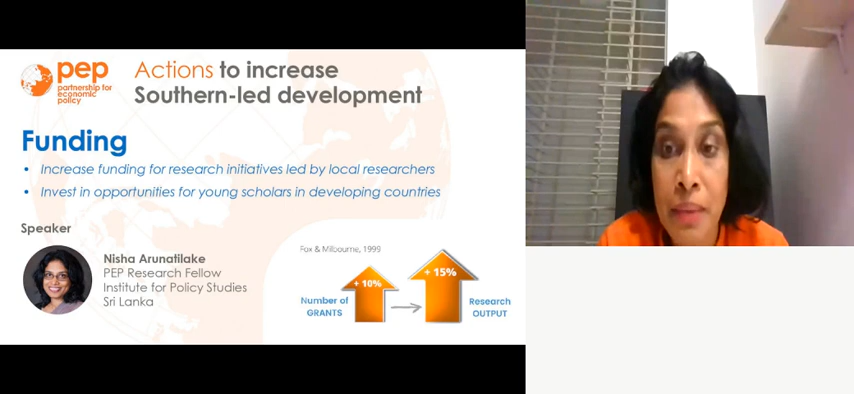 pep
partnership for
economic
policy
Actions to increase
Southern-led development
Funding
• Increase funding for research initiatives led by local researchers
• Invest in opportunities for young scholars in developing countries
Speaker
Nisha Arunatilake
PEP Research Fellow
Institute for Policy Studies
Sri Lanka
Fox & Milbourne, 1999
+ 10%
+ 15%
Number of
GRANTS
Research
OUTPUT